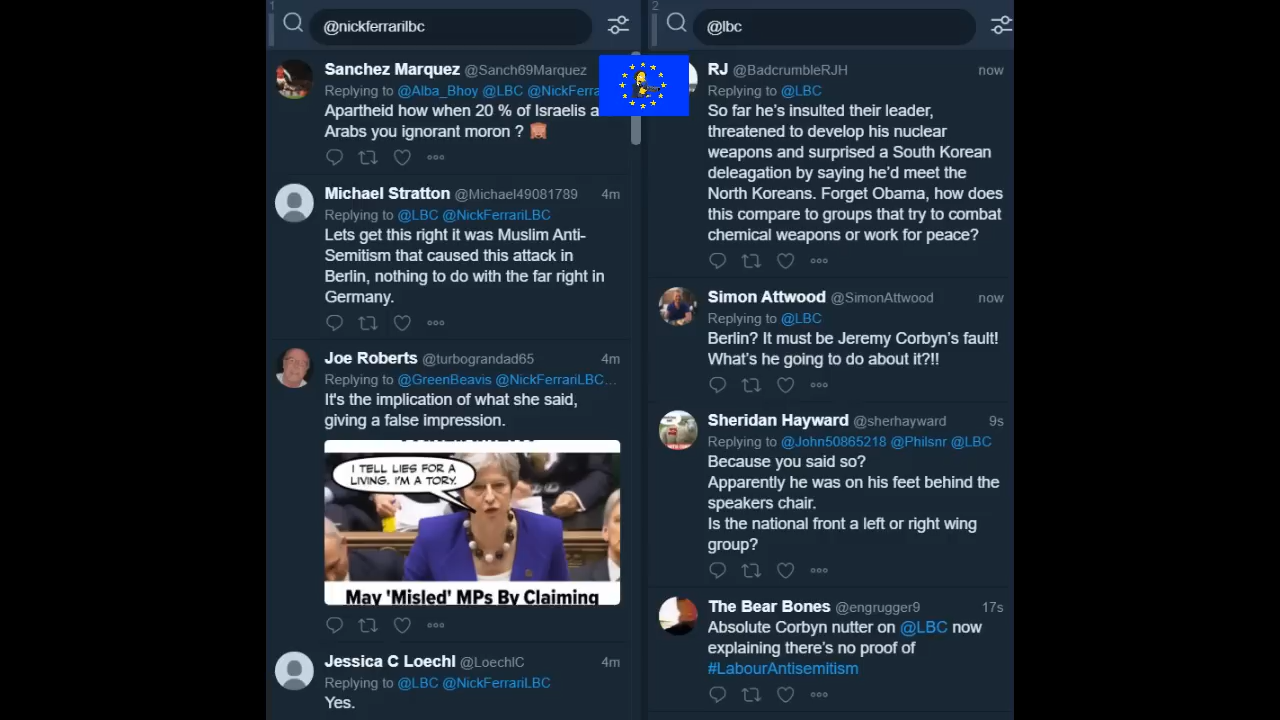 1
@nickferrarilbc
Sanchez Marquez @Sanch69Marquez
Replying to @Alba_Bhoy @LBC @NickFerra
Apartheid how when 20 % of Israelis a
Arabs you ignorant moron ?
Michael Stratton @Michael49081789 4m
Replying to @LBC @NickFerrariLBC
Lets get this right it was Muslim Anti-
Semitism that caused this attack in
Berlin, nothing to do with the far right in
Germany.
Joe Roberts @turbograndad65 4m
Replying to @GreenBeavis @NickFerrariLBC…
It's the implication of what she said,
giving a false impression.
I TELL LIES FOR A
LIVING. I'M A TORY.
May 'Misled' MPs By Claiming
Jessica C Loechl @LoechlC 4m
Replying to @LBC @NickFerrariLBC
Yes.
2
@lbc
RJ @BadcrumbleRJH now
Replying to @LBC
So far he's insulted their leader,
threatened to develop his nuclear
weapons and surprised a South Korean
deleagation by saying he'd meet the
North Koreans. Forget Obama, how does
this compare to groups that try to combat
chemical weapons or work for peace?
Simon Attwood @SimonAttwood now
Replying to @LBC
Berlin? It must be Jeremy Corbyn's fault!
What's he going to do about it?!!
Sheridan Hayward @sherhayward 9s
Replying to @John50865218 @Philsnr @LBC
Because you said so?
Apparently he was on his feet behind the
speakers chair.
Is the national front a left or right wing
group?
The Bear Bones @engrugger9 17s
Absolute Corbyn nutter on @LBC now
explaining there's no proof of
#LabourAntisemitism